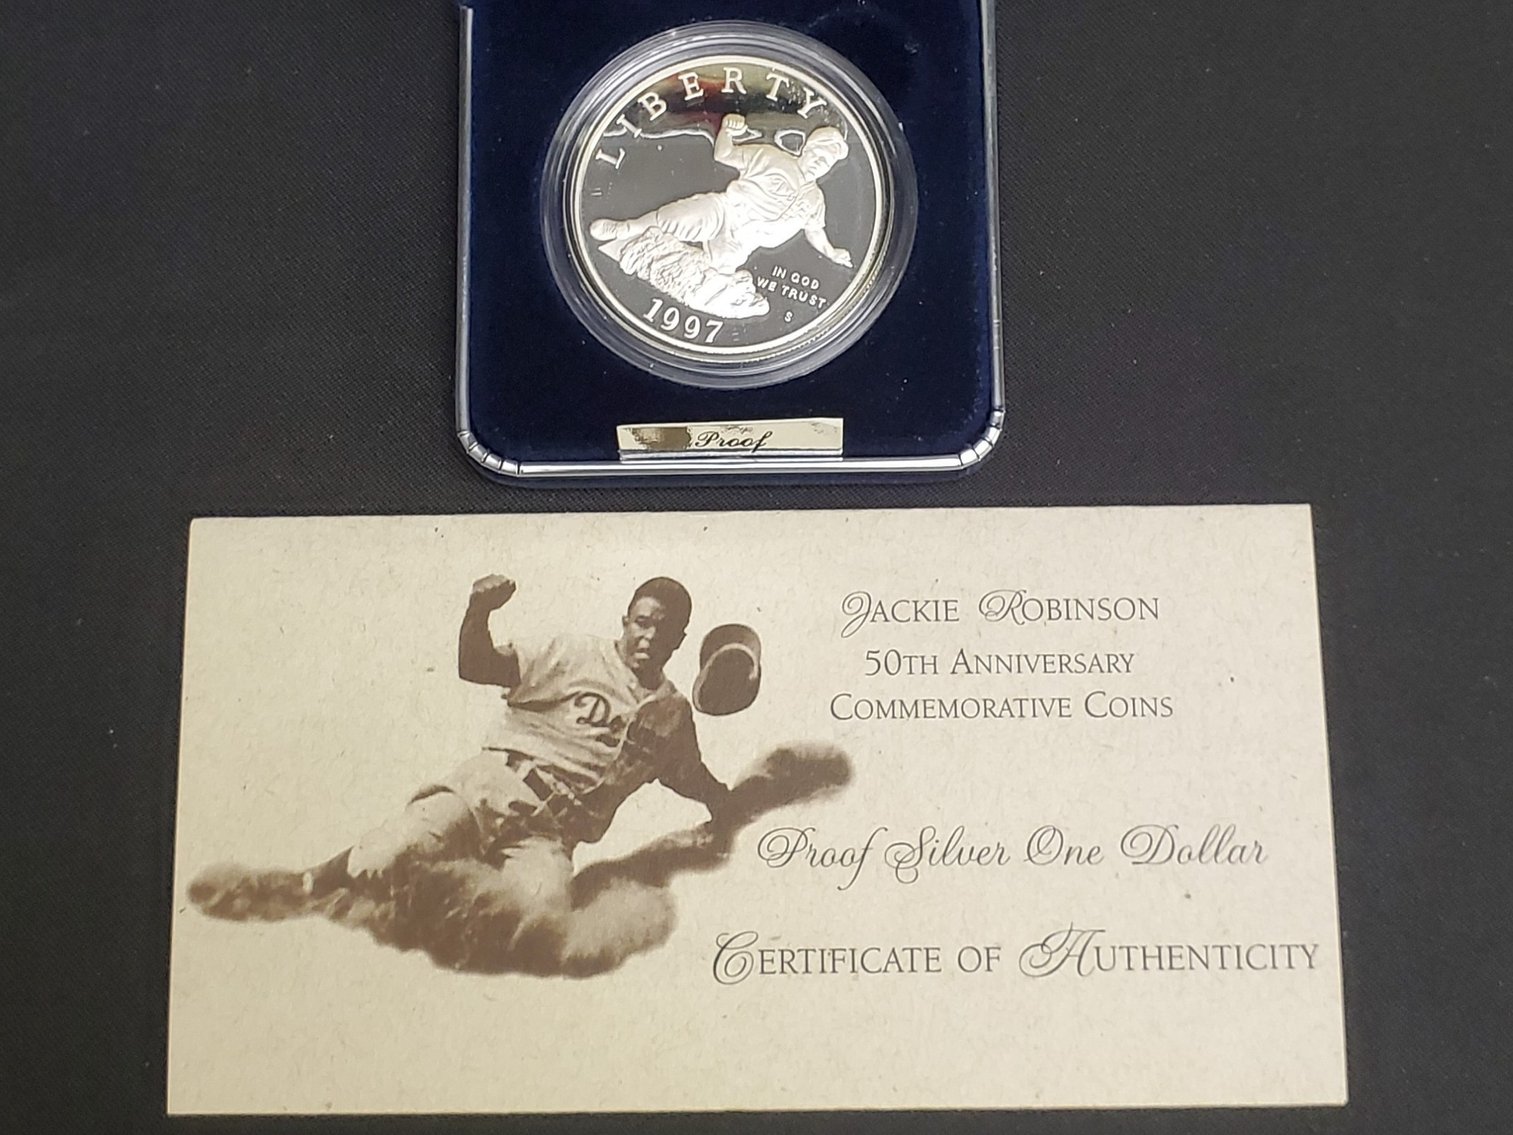 LIBERTY
IN GOD
WE TRUST
S
1997
Proof
Do
JACKIE ROBINSON
50TH ANNIVERSARY
COMMEMORATIVE COINS
Proof Silver One Dollar
CERTIFICATE OF AUTHENTICITY